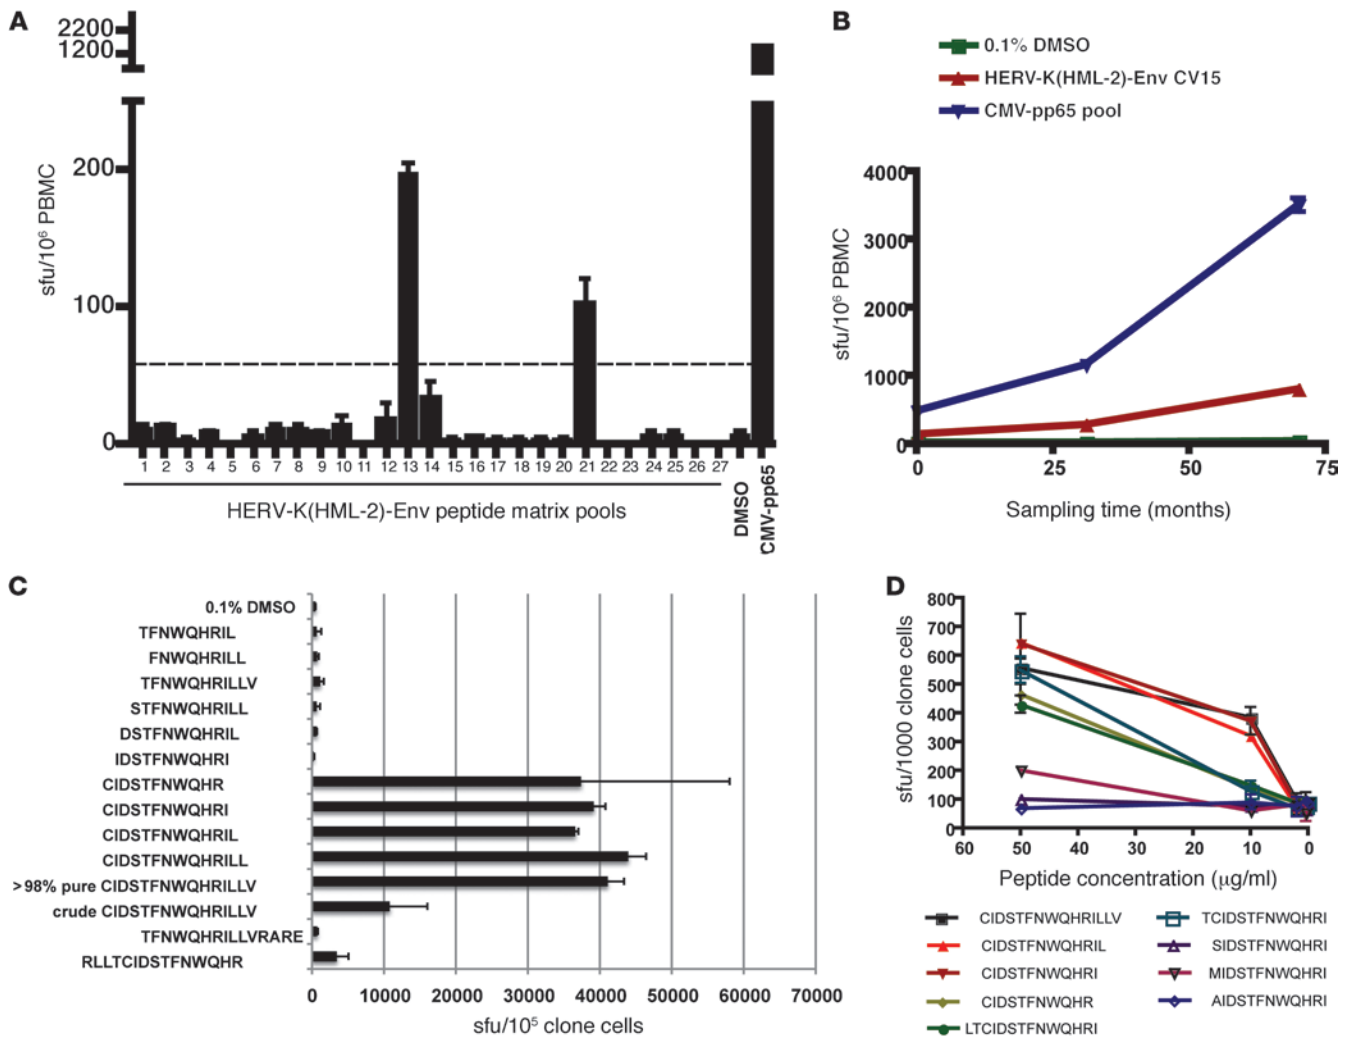 A
2200
1200
200
100
0
sfu/10⁶ PBMC
1 2 3 4 5 6 7 8 9 10 11 12 13 14 15 16 17 18 19 20 21 22 23 24 25 26 27
DMSO
CMV-pp65
HERV-K(HML-2)-Env peptide matrix pools
B
0.1% DMSO
HERV-K(HML-2)-Env CV15
CMV-pp65 pool
4000
3000
2000
1000
0
sfu/10⁶ PBMC
0 25 50 75
Sampling time (months)
C
0.1% DMSO
TFNWQHRIL
FNWQHRILL
TFNWQHRILLV
STFNWQHRILL
DSTFNWQHRIL
IDSTFNWQHRI
CIDSTFNWQHR
CIDSTFNWQHRI
CIDSTFNWQHRIL
CIDSTFNWQHRILL
>98% pure CIDSTFNWQHRILLV
crude CIDSTFNWQHRILLV
TFNWQHRILLVRARE
RLLTCIDSTFNWQHR
0 10000 20000 30000 40000 50000 60000 70000
sfu/10⁵ clone cells
D
800
700
600
500
400
300
200
100
0
sfu/1000 clone cells
60 50 40 30 20 10 0
Peptide concentration (µg/ml)
CIDSTFNWQHRILLV
CIDSTFNWQHRIL
CIDSTFNWQHRI
CIDSTFNWQHR
LTCIDSTFNWQHRI
TCIDSTFNWQHRI
SIDSTFNWQHRI
MIDSTFNWQHRI
AIDSTFNWQHRI